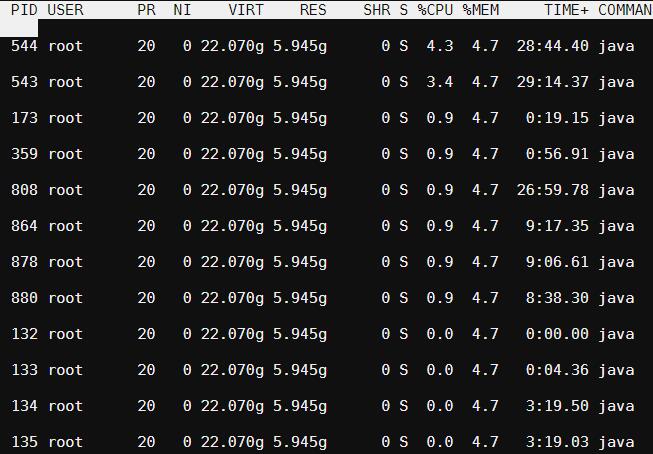 PID USER PR NI VIRT RES SHR S %CPU %MEM TIME+ COMMAN
544 root 20 0 22.070g 5.945g 0 S 4.3 4.7 28:44.40 java
543 root 20 0 22.070g 5.945g 0 S 3.4 4.7 29:14.37 java
173 root 20 0 22.070g 5.945g 0 S 0.9 4.7 0:19.15 java
359 root 20 0 22.070g 5.945g 0 S 0.9 4.7 0:56.91 java
808 root 20 0 22.070g 5.945g 0 S 0.9 4.7 26:59.78 java
864 root 20 0 22.070g 5.945g 0 S 0.9 4.7 9:17.35 java
878 root 20 0 22.070g 5.945g 0 S 0.9 4.7 9:06.61 java
880 root 20 0 22.070g 5.945g 0 S 0.9 4.7 8:38.30 java
132 root 20 0 22.070g 5.945g 0 S 0.0 4.7 0:00.00 java
133 root 20 0 22.070g 5.945g 0 S 0.0 4.7 0:04.36 java
134 root 20 0 22.070g 5.945g 0 S 0.0 4.7 3:19.50 java
135 root 20 0 22.070g 5.945g 0 S 0.0 4.7 3:19.03 java